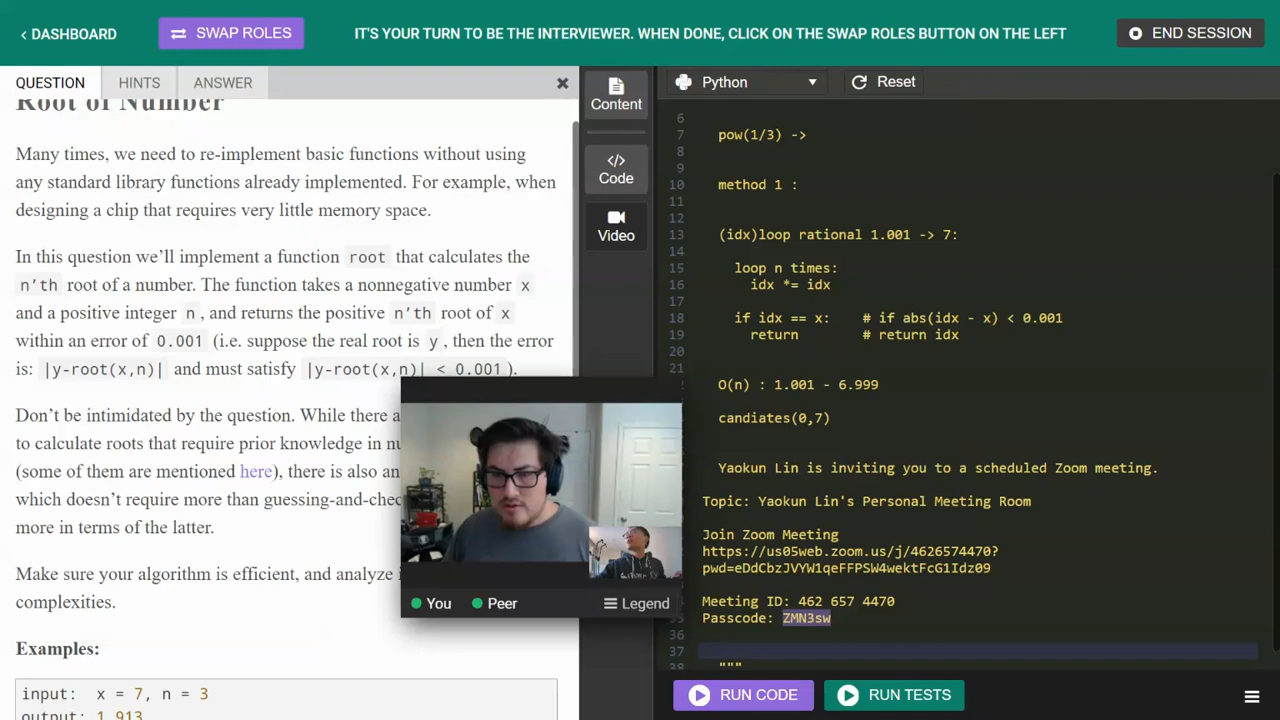 DASHBOARD
SWAP ROLES
IT'S YOUR TURN TO BE THE INTERVIEWER. WHEN DONE, CLICK ON THE SWAP ROLES BUTTON ON THE LEFT
END SESSION
QUESTION
HINTS
ANSWER
Root of Number
Many times, we need to re-implement basic functions without using
any standard library functions already implemented. For example, when
designing a chip that requires very little memory space.
In this question we'll implement a function root that calculates the
n'th root of a number. The function takes a nonnegative number x
and a positive integer n , and returns the positive n'th root of x
within an error of 0.001 (i.e. suppose the real root is y , then the error
is: |y-root(x,n)| and must satisfy |y-root(x,n)| < 0.001 ).
Don't be intimidated by the question. While there a
to calculate roots that require prior knowledge in nu
(some of them are mentioned here), there is also an
which doesn't require more than guessing-and-chec
more in terms of the latter.
Make sure your algorithm is efficient, and analyze i
complexities.
Examples:
input: x = 7, n = 3
output: 1.913
Content
Code
Video
You
Peer
Legend
Python
Reset
6
7 pow(1/3) ->
8
9
10 method 1 :
11
12
13 (idx)loop rational 1.001 -> 7:
14
15 loop n times:
16 idx *= idx
17
18 if idx == x: # if abs(idx - x) < 0.001
19 return # return idx
20
21
O(n) : 1.001 - 6.999
candiates(0,7)
Yaokun Lin is inviting you to a scheduled Zoom meeting.
Topic: Yaokun Lin's Personal Meeting Room
Join Zoom Meeting
https://us05web.zoom.us/j/4626574470?
pwd=eDdCbzJVYW1qeFFPSW4wektFcG1Idz09
Meeting ID: 462 657 4470
Passcode: ZMN3sw
36
37
38 """
RUN CODE
RUN TESTS